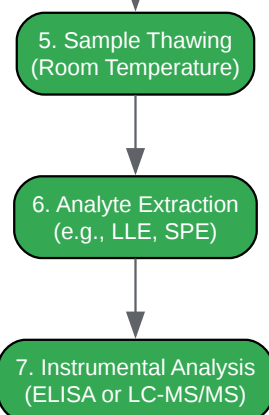 5. Sample Thawing
(Room Temperature)
6. Analyte Extraction
(e.g., LLE, SPE)
7. Instrumental Analysis
(ELISA or LC-MS/MS)